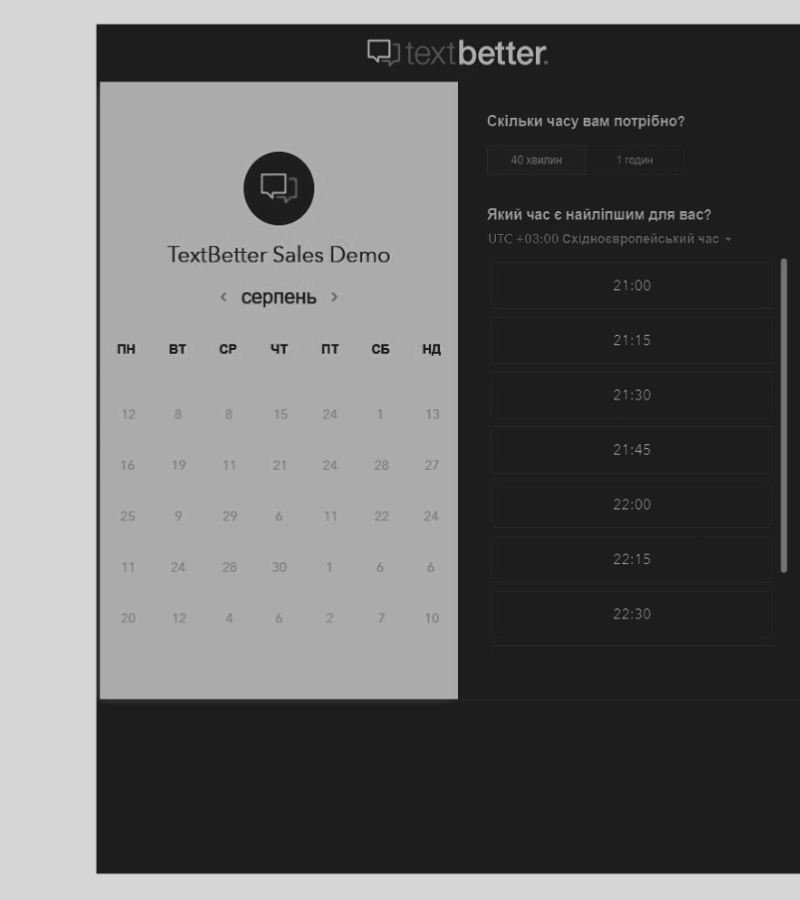 textbetter.
TextBetter Sales Demo
< серпень >
ПН ВТ СР ЧТ ПТ СБ НД
12 8 8 15 24 1 13
16 19 11 21 24 28 27
25 9 29 6 11 22 24
11 24 28 30 1 6 6
20 12 4 6 2 7 10
Скільки часу вам потрібно?
40 хвилин 1 годин
Який час є найліпшим для вас?
UTC +03:00 Східноєвропейський час
21:00
21:15
21:30
21:45
22:00
22:15
22:30